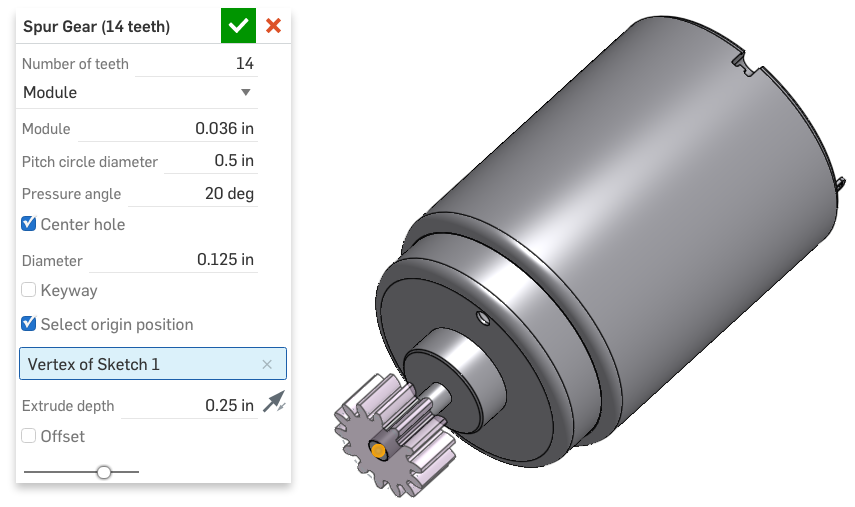 Spur Gear (14 teeth)
Number of teeth 14
Module
Module 0.036 in
Pitch circle diameter 0.5 in
Pressure angle 20 deg
Center hole
Diameter 0.125 in
Keyway
Select origin position
Vertex of Sketch 1
Extrude depth 0.25 in
Offset